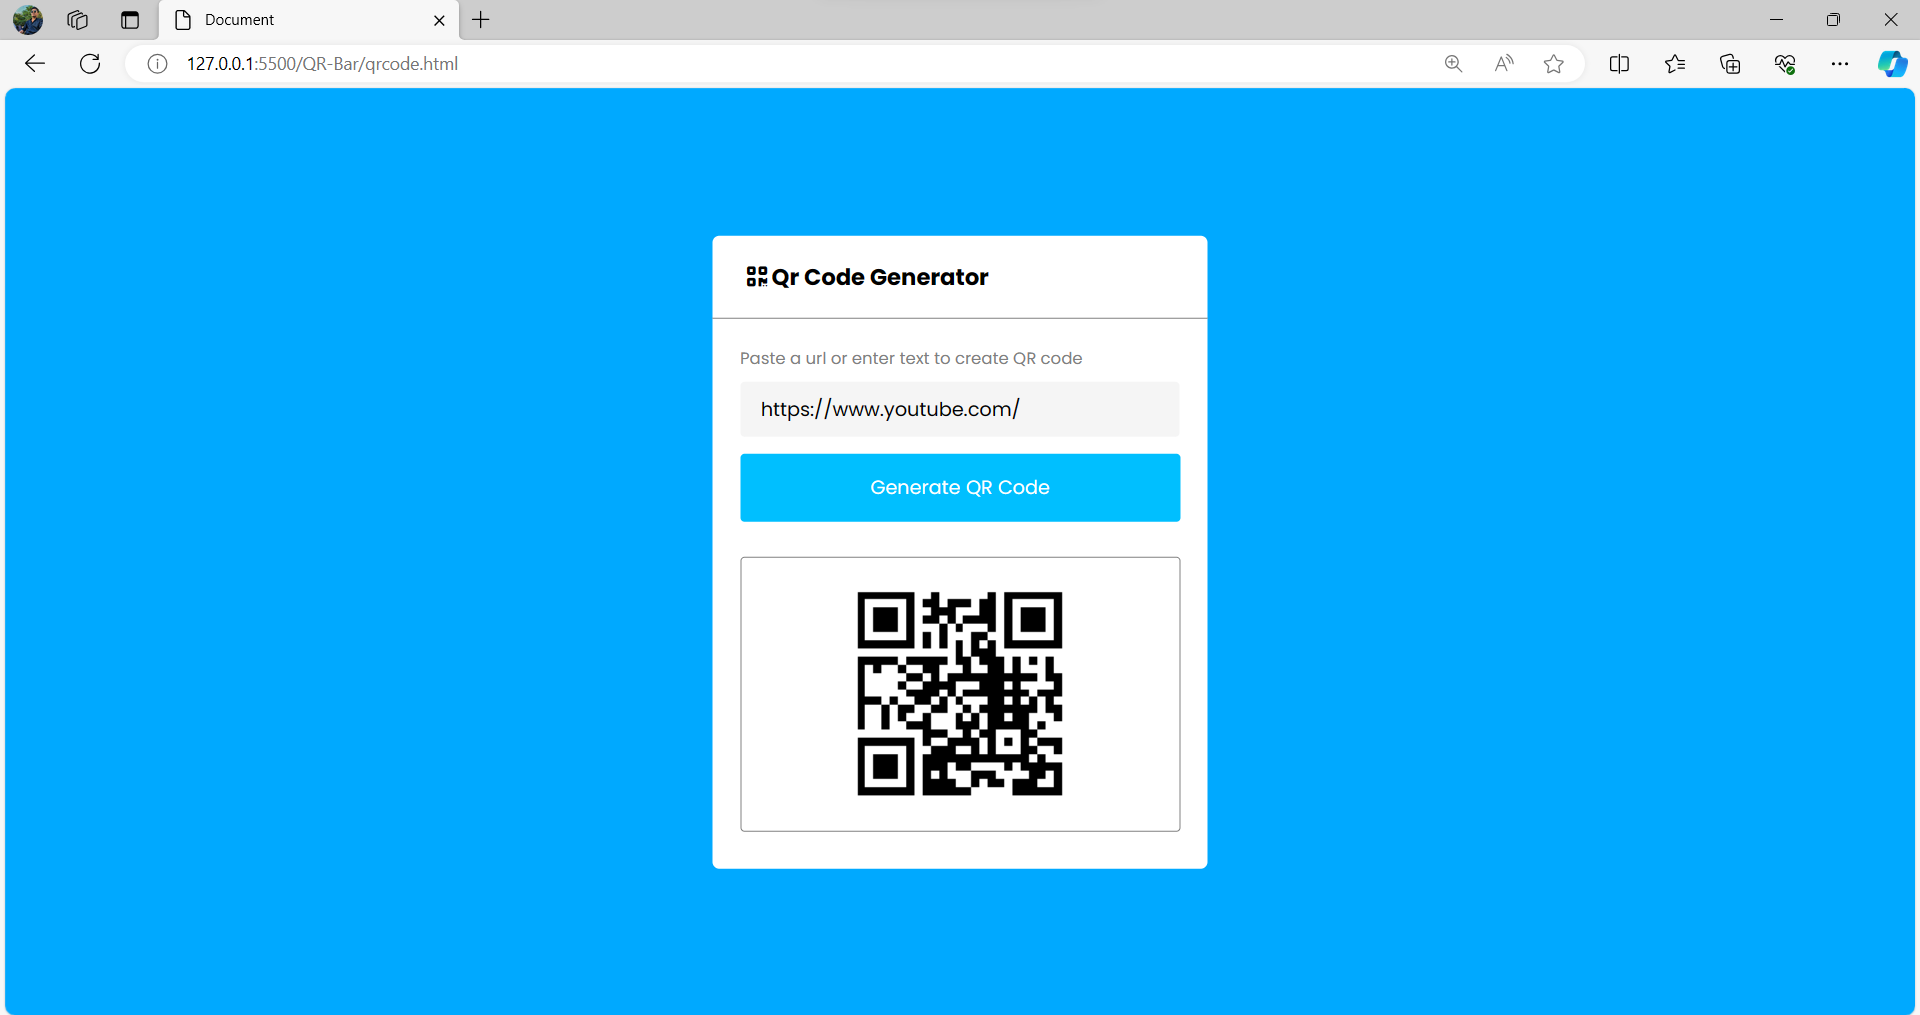 Document
127.0.0.1:5500/QR-Bar/qrcode.html
Qr Code Generator
Paste a url or enter text to create QR code
https://www.youtube.com/
Generate QR Code